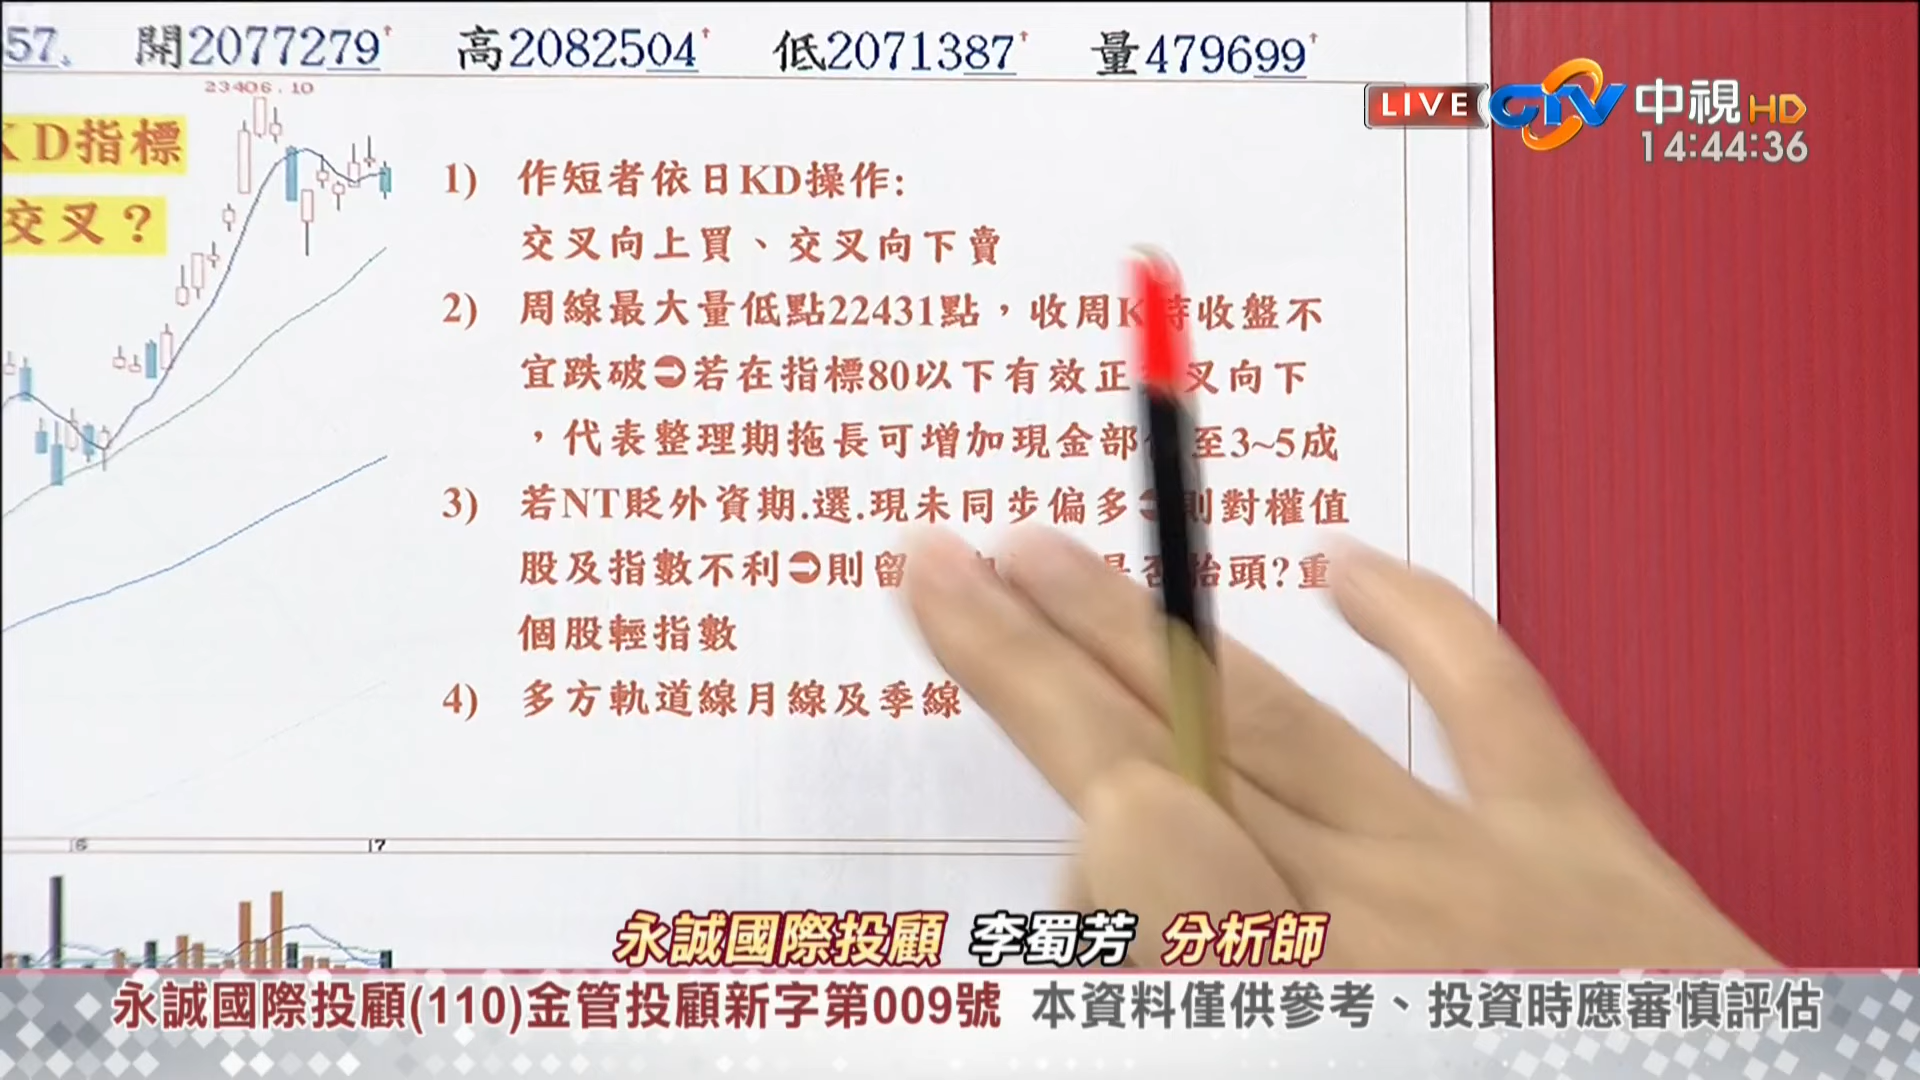 57 開2077279 高2082504 低2071387 量479699
23406.10
LIVE CTV 中視HD
14:44:36
KD指標
交叉？
1) 作短者依日KD操作:
交叉向上買、交叉向下賣
2) 周線最大量低點22431點，收周K 收盤不
宜跌破➲若在指標80以下有效正 叉向下
，代表整理期拖長可增加現金部 至3~5成
3) 若NT貶外資期.選.現未同步偏多➲則對權值
股及指數不利➲則留 是否抬頭?重
個股輕指數
4) 多方軌道線月線及季線
6 7
永誠國際投顧 李蜀芳 分析師
永誠國際投顧(110)金管投顧新字第009號 本資料僅供參考、投資時應審慎評估